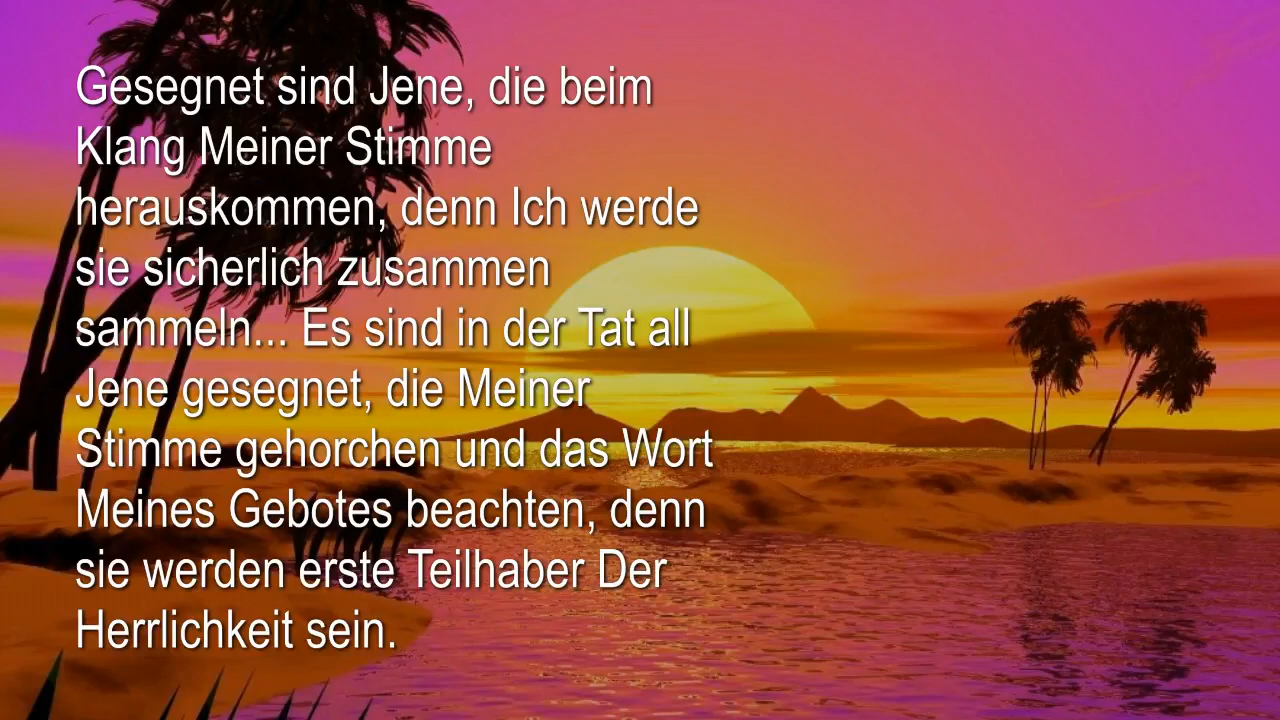 Gesegnet sind Jene, die beim
Klang Meiner Stimme
herauskommen, denn Ich werde
sie sicherlich zusammen
sammeln... Es sind in der Tat all
Jene gesegnet, die Meiner
Stimme gehorchen und das Wort
Meines Gebotes beachten, denn
sie werden erste Teilhaber Der
Herrlichkeit sein.